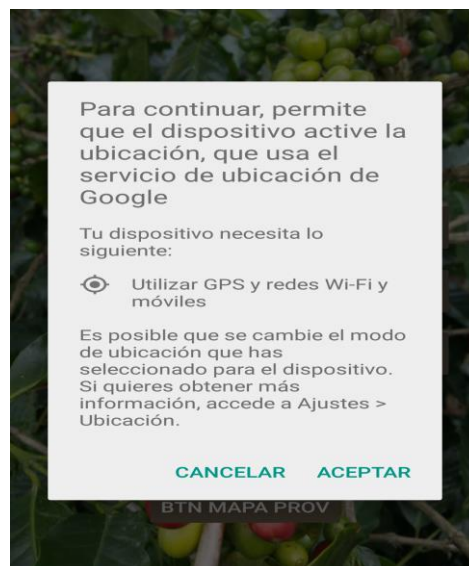 Para continuar, permite
que el dispositivo active la
ubicación, que usa el
servicio de ubicación de
Google
Tu dispositivo necesita lo
siguiente:
Utilizar GPS y redes Wi-Fi y
móviles
Es posible que se cambie el modo
de ubicación que has
seleccionado para el dispositivo.
Si quieres obtener más
información, accede a Ajustes >
Ubicación.
CANCELAR ACEPTAR
BTN MAPA PROV